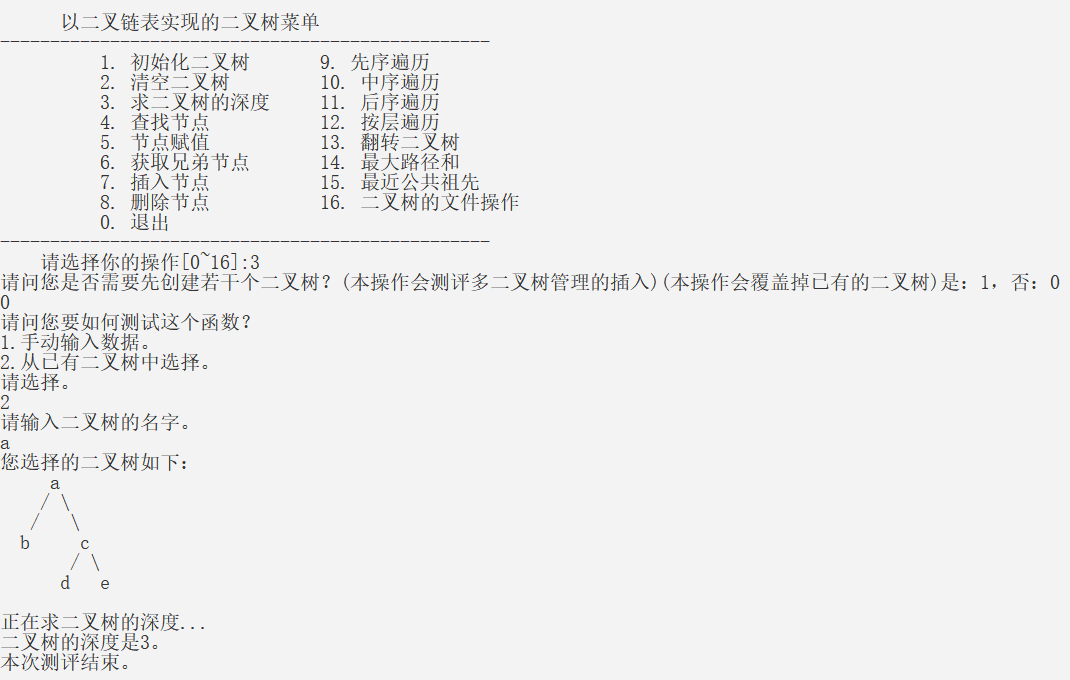 以二叉链表实现的二叉树菜单
-------------------------------------------------
1. 初始化二叉树       9. 先序遍历
2. 清空二叉树         10. 中序遍历
3. 求二叉树的深度     11. 后序遍历
4. 查找节点           12. 按层遍历
5. 节点赋值           13. 翻转二叉树
6. 获取兄弟节点       14. 最大路径和
7. 插入节点           15. 最近公共祖先
8. 删除节点           16. 二叉树的文件操作
0. 退出
-------------------------------------------------
请选择你的操作[0~16]:3
请问您是否需要先创建若干个二叉树？(本操作会测评多二叉树管理的插入)(本操作会覆盖掉已有的二叉树)是：1，否：0
0
请问您要如何测试这个函数？
1.手动输入数据。
2.从已有二叉树中选择。
请选择。
2
请输入二叉树的名字。
a
您选择的二叉树如下：
     a
    / \
   /   \
  b     c
       / \
      d   e
正在求二叉树的深度...
二叉树的深度是3。
本次测评结束。